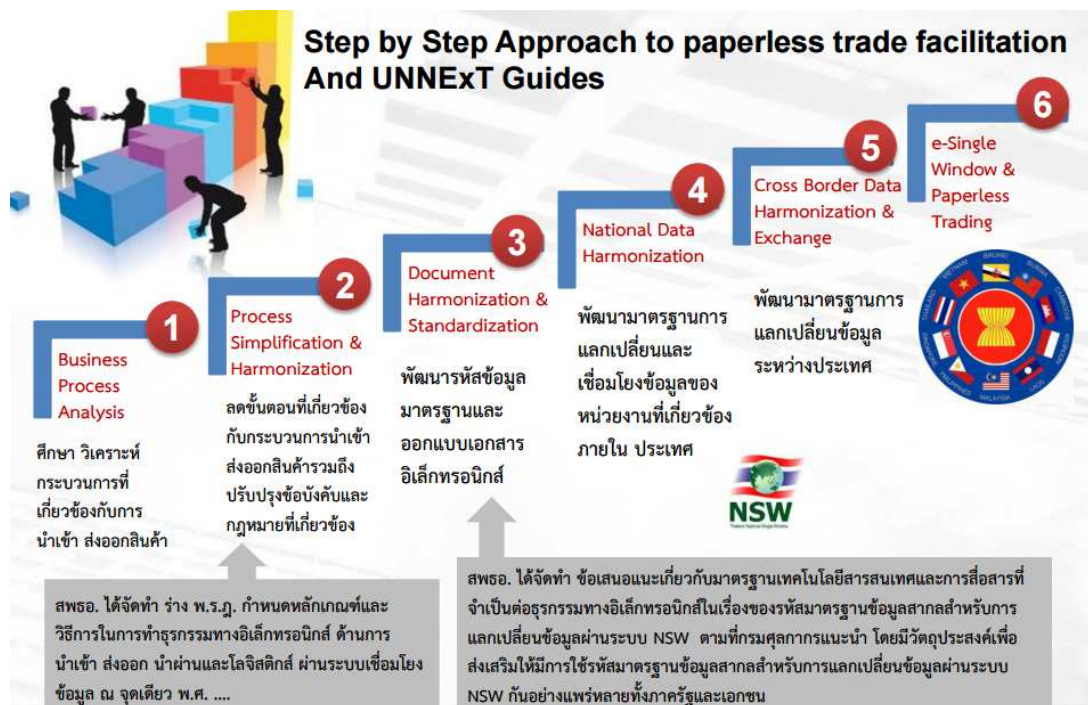 Step by Step Approach to paperless trade facilitation
And UNNExT Guides
1
Business
Process
Analysis
ศึกษา วิเคราะห์
กระบวนการที่
เกี่ยวข้องกับการ
นำเข้า ส่งออกสินค้า
2
Process
Simplification &
Harmonization
ลดขั้นตอนที่เกี่ยวข้อง
กับกระบวนการนำเข้า
ส่งออกสินค้ารวมถึง
ปรับปรุงข้อบังคับและ
กฎหมายที่เกี่ยวข้อง
3
Document
Harmonization &
Standardization
พัฒนารหัสข้อมูล
มาตรฐานและ
ออกแบบเอกสาร
อิเล็กทรอนิกส์
4
National Data
Harmonization
พัฒนามาตรฐานการ
แลกเปลี่ยนและ
เชื่อมโยงข้อมูลของ
หน่วยงานที่เกี่ยวข้อง
ภายใน ประเทศ
5
Cross Border Data
Harmonization &
Exchange
พัฒนามาตรฐานการ
แลกเปลี่ยนข้อมูล
ระหว่างประเทศ
6
e-Single
Window &
Paperless
Trading
BRUNEI
BURMA
CAMBODIA
INDONESIA
LAOS
MALAYSIA
PHILIPPINES
SINGAPORE
THAILAND
VIETNAM
NSW
Thailand National Single Window
สพธอ. ได้จัดทำ ร่าง พ.ร.ฎ. กำหนดหลักเกณฑ์และ
วิธีการในการทำธุรกรรมทางอิเล็กทรอนิกส์ ด้านการ
นำเข้า ส่งออก นำผ่านและโลจิสติกส์ ผ่านระบบเชื่อมโยง
ข้อมูล ณ จุดเดียว พ.ศ. ....
สพธอ. ได้จัดทำ ข้อเสนอแนะเกี่ยวกับมาตรฐานเทคโนโลยีสารสนเทศและการสื่อสารที่
จำเป็นต่อธุรกรรมทางอิเล็กทรอนิกส์ในเรื่องของรหัสมาตรฐานข้อมูลสากลสำหรับการ
แลกเปลี่ยนข้อมูลผ่านระบบ NSW ตามที่กรมศุลกากรแนะนำ โดยมีวัตถุประสงค์เพื่อ
ส่งเสริมให้มีการใช้รหัสมาตรฐานข้อมูลสากลสำหรับการแลกเปลี่ยนข้อมูลผ่านระบบ
NSW กันอย่างแพร่หลายทั้งภาครัฐและเอกชน